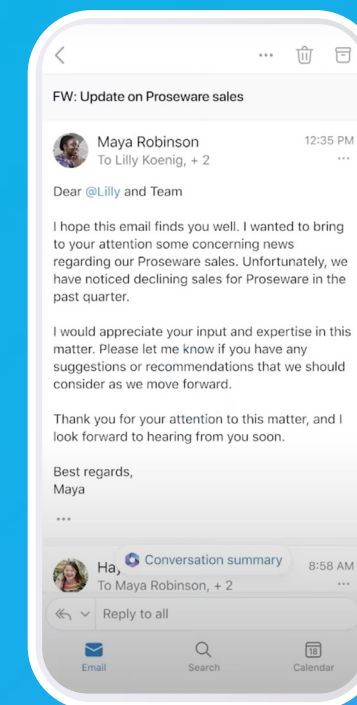 FW: Update on Proseware sales
Maya Robinson
12:35 PM
To Lilly Koenig, + 2
Dear @Lilly and Team
I hope this email finds you well. I wanted to bring
to your attention some concerning news
regarding our Proseware sales. Unfortunately, we
have noticed declining sales for Proseware in the
past quarter.
I would appreciate your input and expertise in this
matter. Please let me know if you have any
suggestions or recommendations that we should
consider as we move forward.
Thank you for your attention to this matter, and I
look forward to hearing from you soon.
Best regards,
Maya
Conversation summary
8:58 AM
To Maya Robinson, + 2
Reply to all
18
Email
Search
Calendar